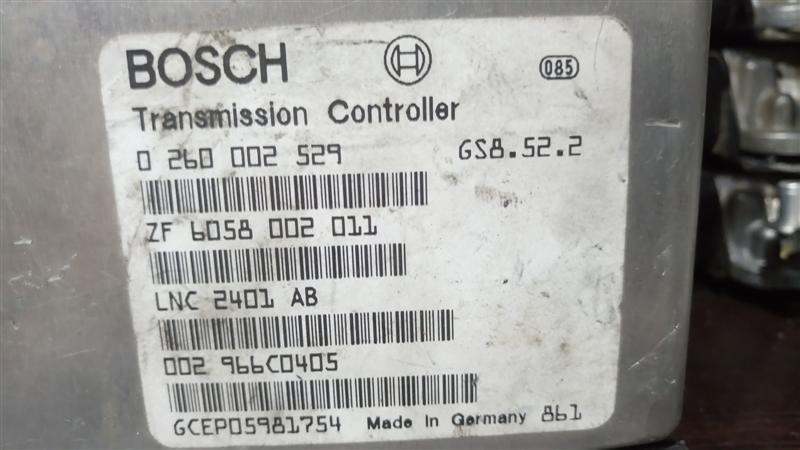 BOSCH
085
Transmission Controller
0 260 002 529 GS8.52.2
ZF 6058 002 011
LNC 2401 AB
002 966C0405
GCEP05981754 Made In Germany 861